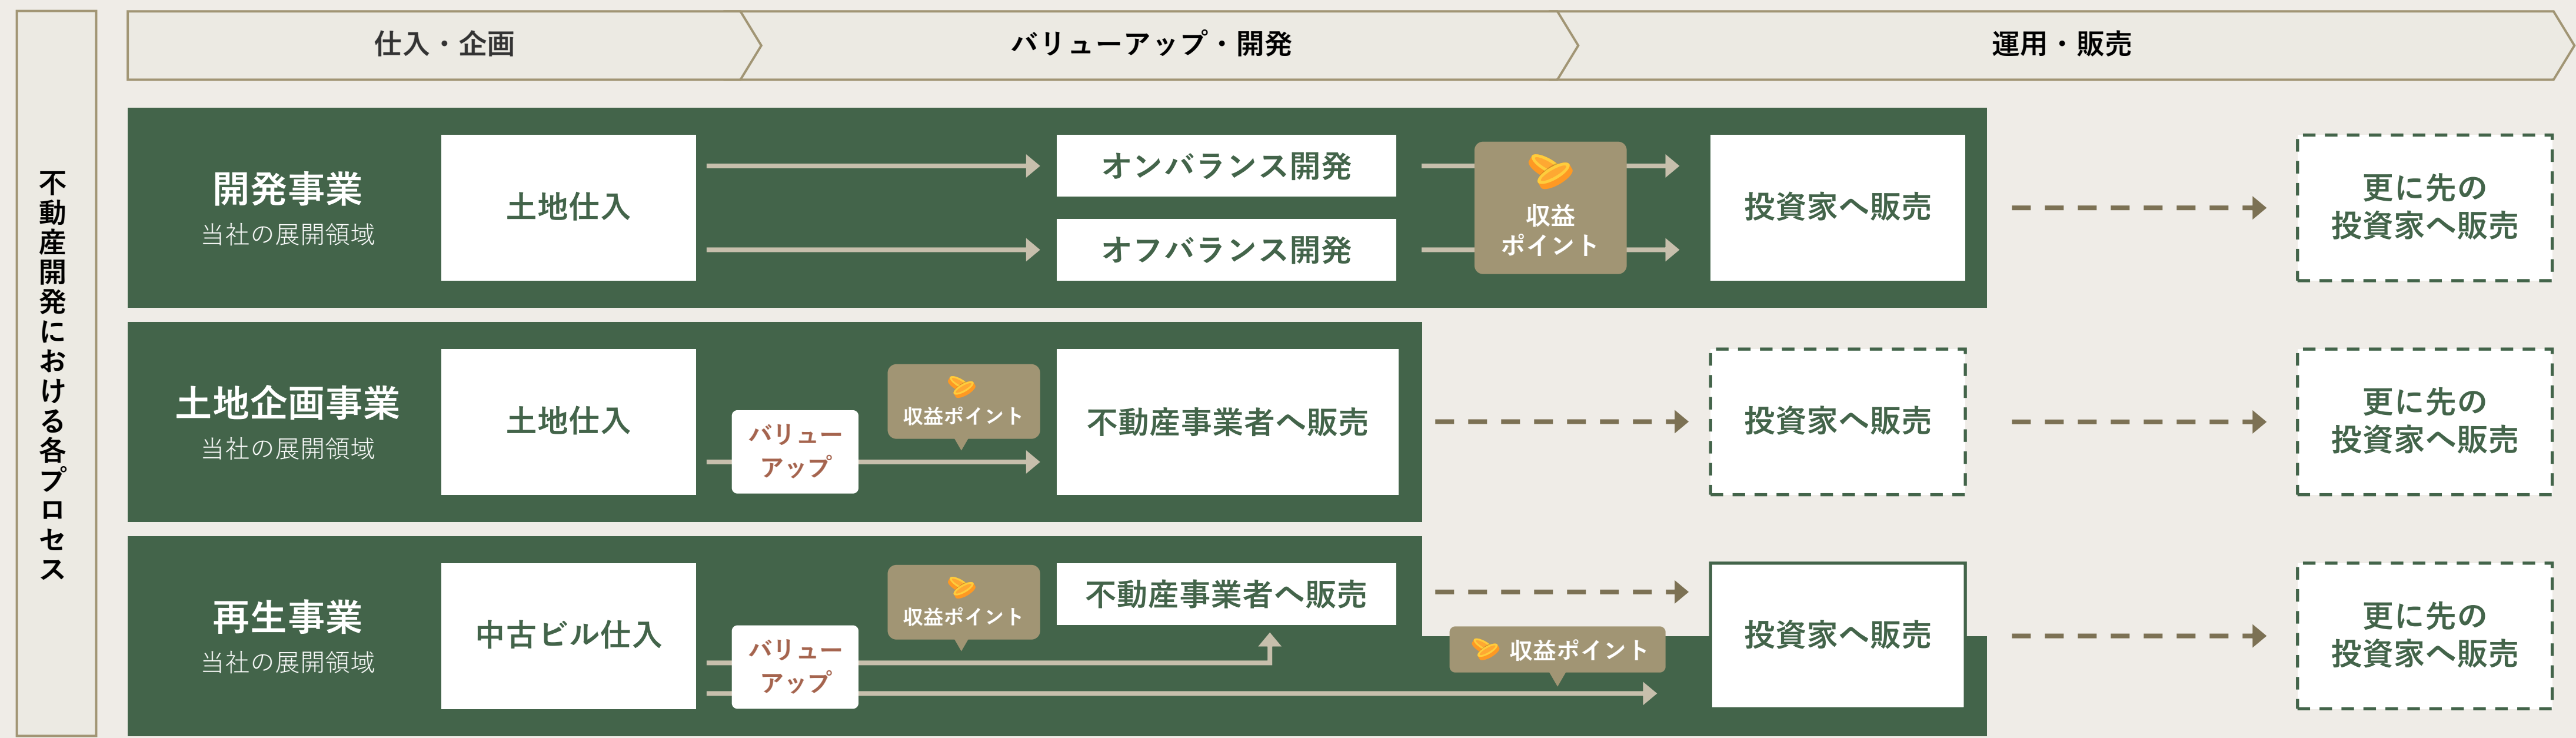 不動産開発における各プロセス
仕入・企画
バリューアップ・開発
運用・販売
開発事業
当社の展開領域
土地仕入
オンバランス開発
オフバランス開発
収益
ポイント
投資家へ販売
更に先の
投資家へ販売
土地企画事業
当社の展開領域
土地仕入
バリュー
アップ
収益ポイント
不動産事業者へ販売
投資家へ販売
更に先の
投資家へ販売
再生事業
当社の展開領域
中古ビル仕入
バリュー
アップ
収益ポイント
不動産事業者へ販売
収益ポイント
投資家へ販売
更に先の
投資家へ販売